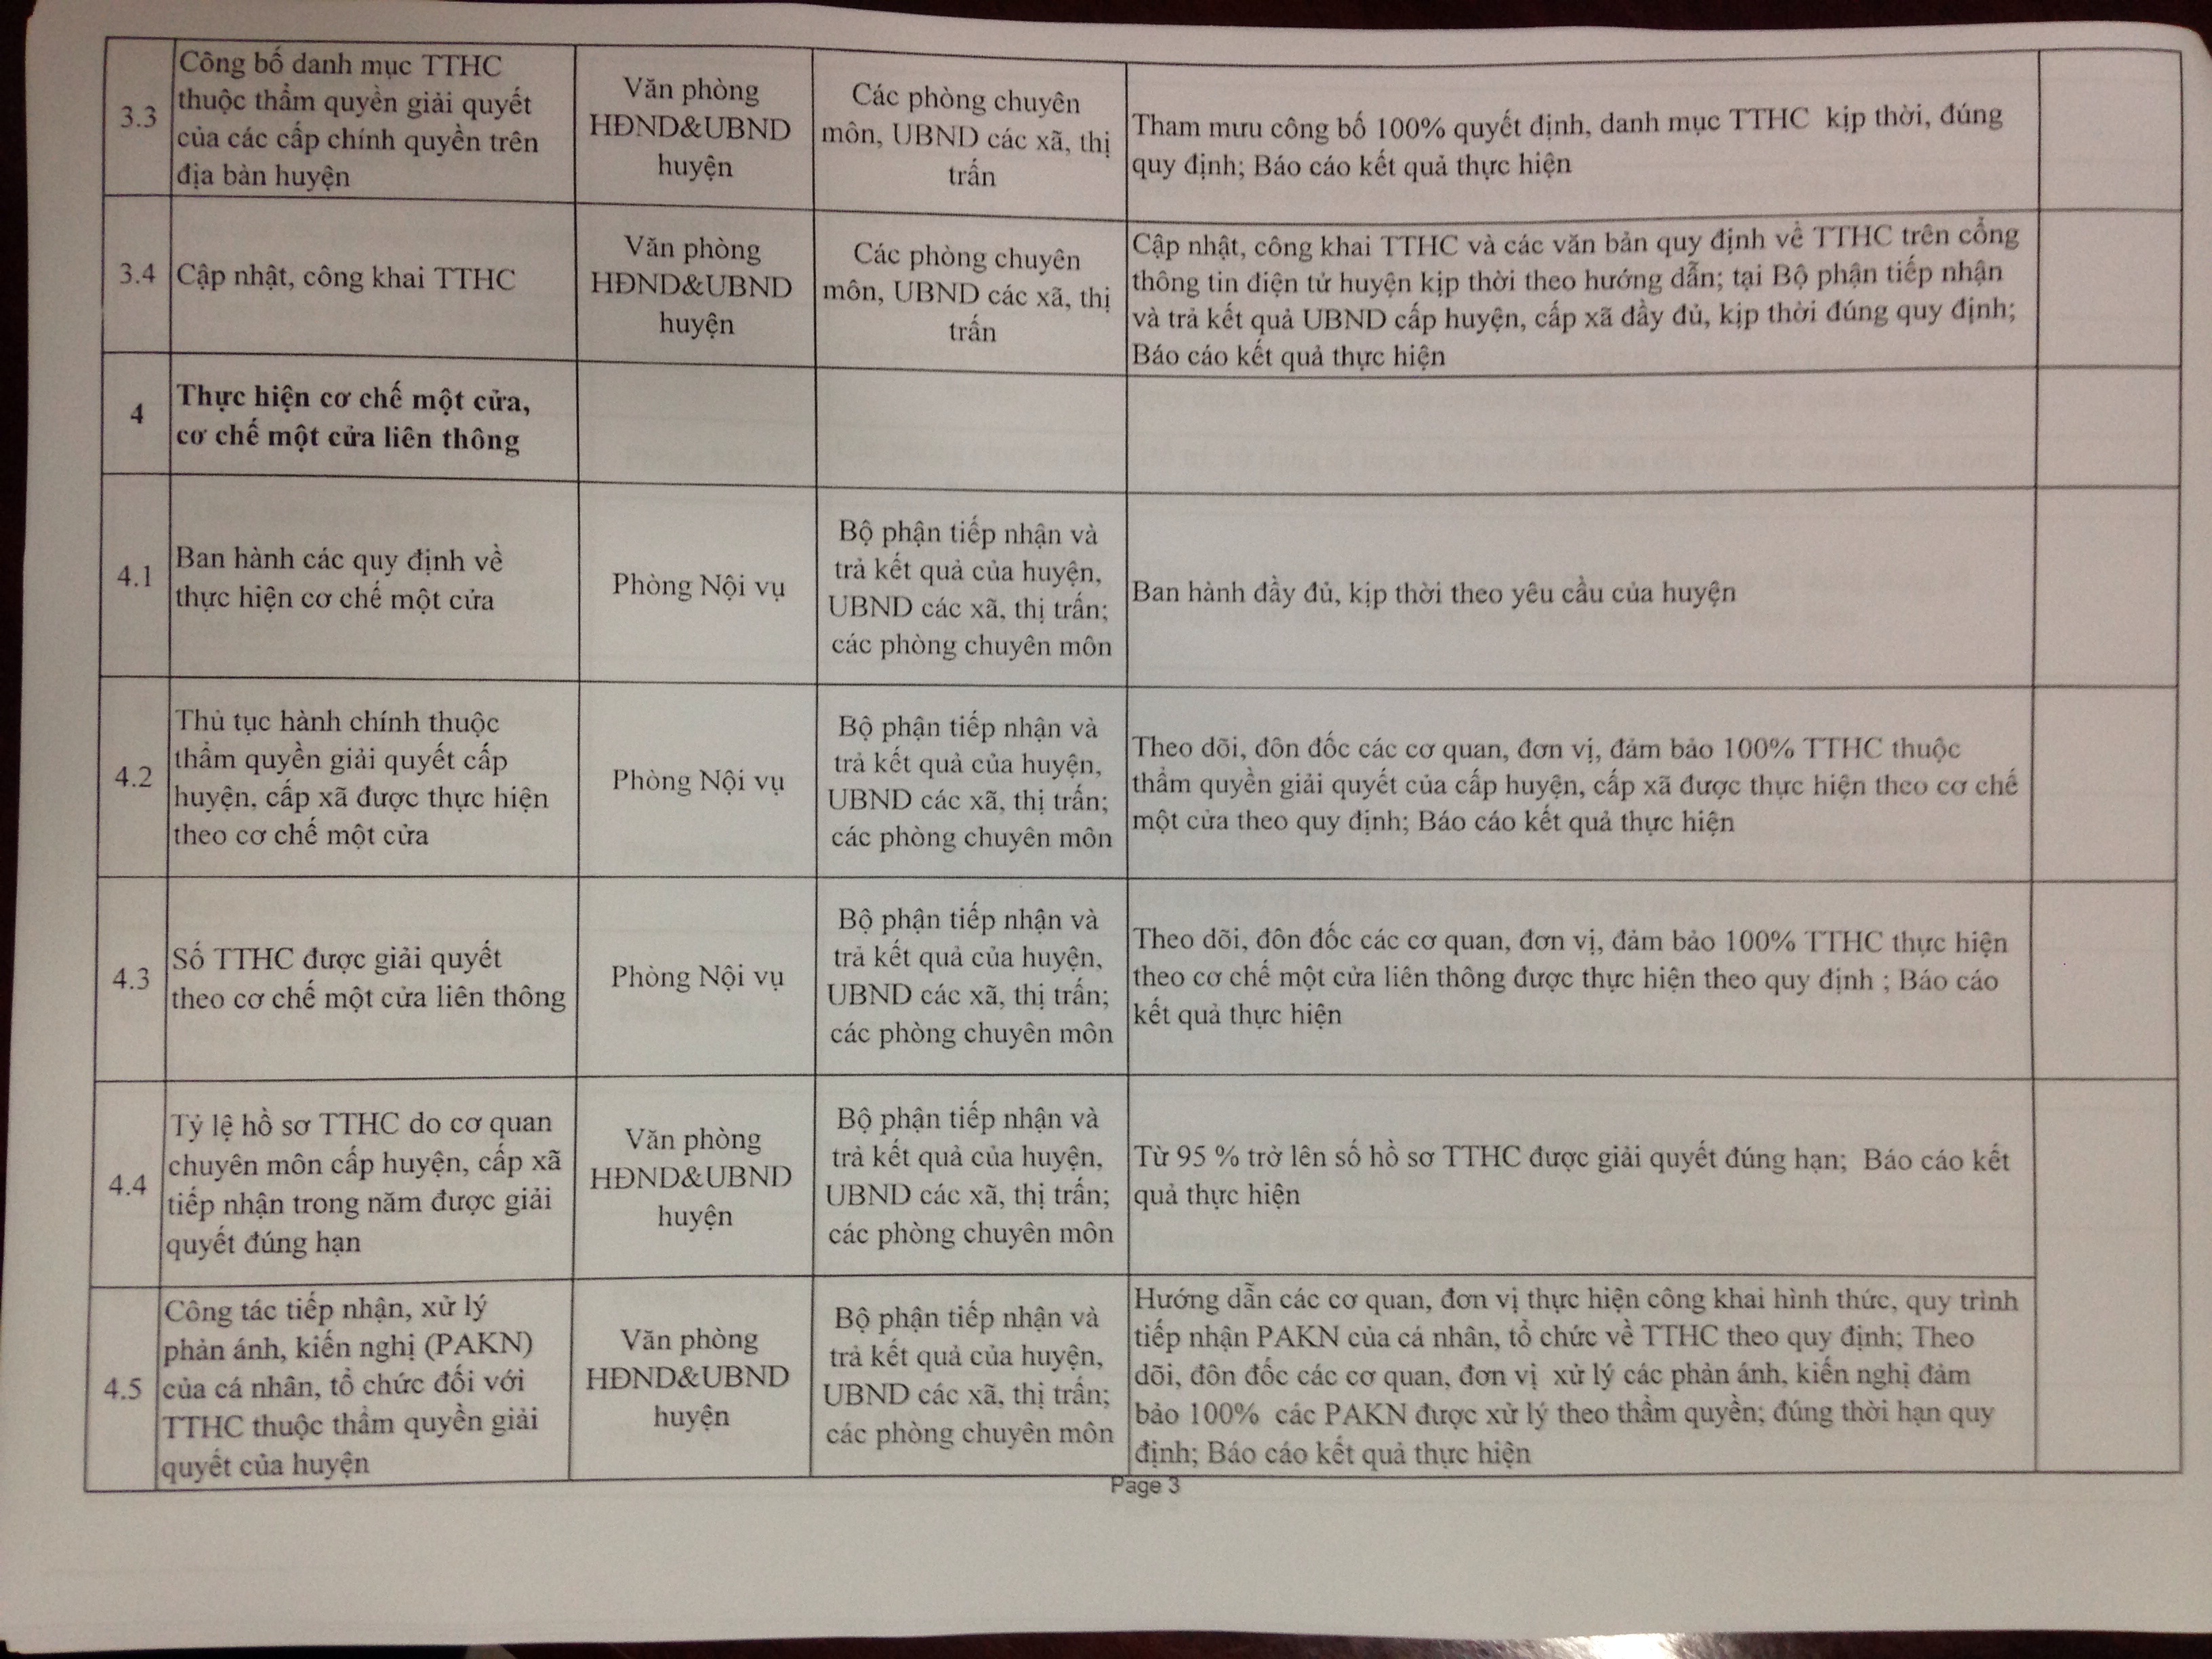 3.3
Công bố danh mục TTHC
thuộc thẩm quyền giải quyết
của các cấp chính quyền trên
địa bàn huyện
Văn phòng
HĐND&UBND
huyện
Các phòng chuyên
môn, UBND các xã, thị
trấn
Tham mưu công bố 100% quyết định, danh mục TTHC kịp thời, đúng
quy định; Báo cáo kết quả thực hiện
3.4
Cập nhật, công khai TTHC
Văn phòng
HĐND&UBND
huyện
Các phòng chuyên
môn, UBND các xã, thị
trấn
Cập nhật, công khai TTHC và các văn bản quy định về TTHC trên cổng
thông tin điện tử huyện kịp thời theo hướng dẫn; tại Bộ phận tiếp nhận
và trả kết quả UBND cấp huyện, cấp xã đầy đủ, kịp thời đúng quy định;
Báo cáo kết quả thực hiện
4
Thực hiện cơ chế một cửa,
cơ chế một cửa liên thông
4.1
Ban hành các quy định về
thực hiện cơ chế một cửa
Phòng Nội vụ
Bộ phận tiếp nhận và
trả kết quả của huyện,
UBND các xã, thị trấn;
các phòng chuyên môn
Ban hành đầy đủ, kịp thời theo yêu cầu của huyện
4.2
Thủ tục hành chính thuộc
thẩm quyền giải quyết cấp
huyện, cấp xã được thực hiện
theo cơ chế một cửa
Phòng Nội vụ
Bộ phận tiếp nhận và
trả kết quả của huyện,
UBND các xã, thị trấn;
các phòng chuyên môn
Theo dõi, đôn đốc các cơ quan, đơn vị, đảm bảo 100% TTHC thuộc
thẩm quyền giải quyết của cấp huyện, cấp xã được thực hiện theo cơ chế
một cửa theo quy định; Báo cáo kết quả thực hiện
4.3
Số TTHC được giải quyết
theo cơ chế một cửa liên thông
Phòng Nội vụ
Bộ phận tiếp nhận và
trả kết quả của huyện,
UBND các xã, thị trấn;
các phòng chuyên môn
Theo dõi, đôn đốc các cơ quan, đơn vị, đảm bảo 100% TTHC thực hiện
theo cơ chế một cửa liên thông được thực hiện theo quy định ; Báo cáo
kết quả thực hiện
4.4
Tỷ lệ hồ sơ TTHC do cơ quan
chuyên môn cấp huyện, cấp xã
tiếp nhận trong năm được giải
quyết đúng hạn
Văn phòng
HĐND&UBND
huyện
Bộ phận tiếp nhận và
trả kết quả của huyện,
UBND các xã, thị trấn;
các phòng chuyên môn
Từ 95 % trở lên số hồ sơ TTHC được giải quyết đúng hạn; Báo cáo kết
quả thực hiện
4.5
Công tác tiếp nhận, xử lý
phản ánh, kiến nghị (PAKN)
của cá nhân, tổ chức đối với
TTHC thuộc thẩm quyền giải
quyết của huyện
Văn phòng
HĐND&UBND
huyện
Bộ phận tiếp nhận và
trả kết quả của huyện,
UBND các xã, thị trấn;
các phòng chuyên môn
Hướng dẫn các cơ quan, đơn vị thực hiện công khai hình thức, quy trình
tiếp nhận PAKN của cá nhân, tổ chức về TTHC theo quy định; Theo
dõi, đôn đốc các cơ quan, đơn vị xử lý các phản ánh, kiến nghị đảm
bảo 100% các PAKN được xử lý theo thẩm quyền; đúng thời hạn quy
định; Báo cáo kết quả thực hiện
Page 3